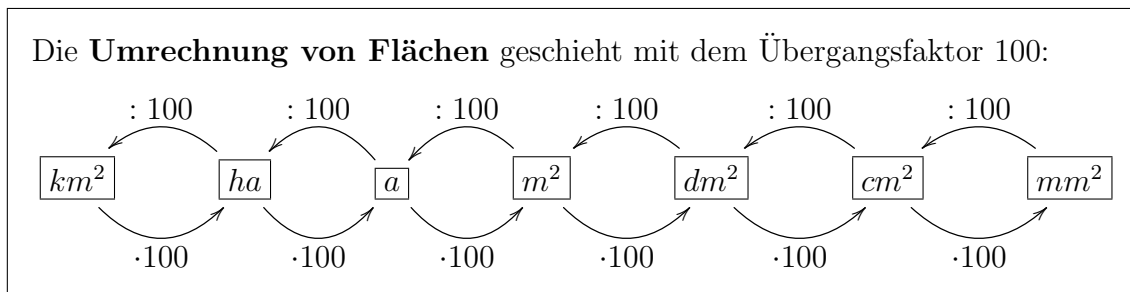 Die Umrechnung von Flächen geschieht mit dem Übergangsfaktor 100:
: 100 : 100 : 100 : 100 : 100 : 100
km² ha a m² dm² cm² mm²
·100 ·100 ·100 ·100 ·100 ·100